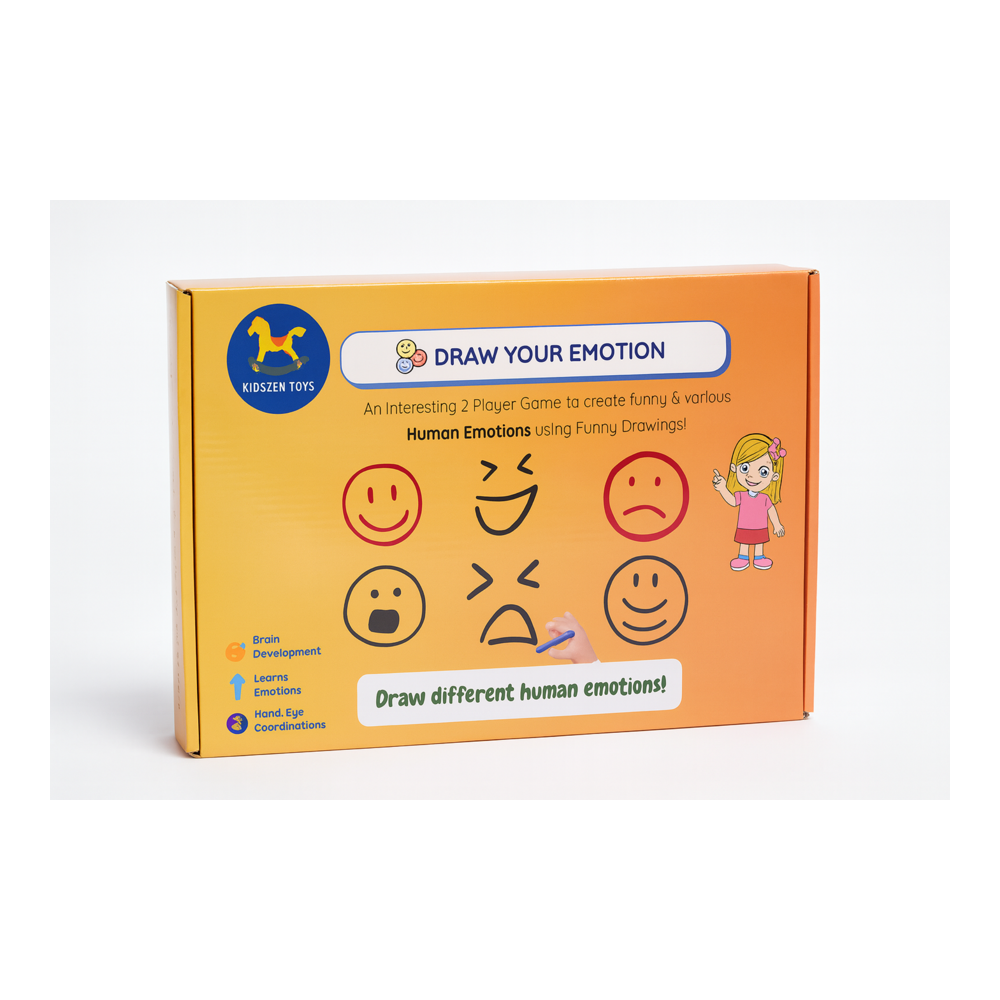 KIDSZEN TOYS
DRAW YOUR EMOTION
An Interesting 2 Player Game ta create funny & varlous
Human Emotions usIng Funny Drawings!
Brain
Development
Learns
Emotions
Hand. Eye
Coordinations
Draw different human emotions!